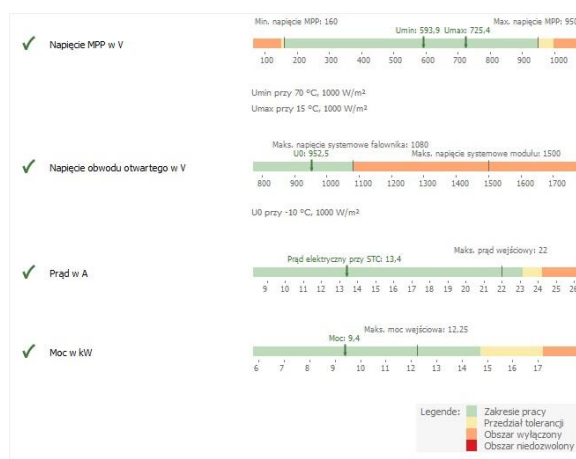 Min. napięcie MPP: 160
Max. napięcie MPP: 950
Umin: 593,9 Umax: 725,4
Napięcie MPP w V
100 200 300 400 500 600 700 800 900 1000
Umin przy 70 ºC, 1000 W/m²
Umax przy 15 ºC, 1000 W/m²
Maks. napięcie systemowe falownika: 1080
U0: 952,5
Maks. napięcie systemowe modułu: 1500
Napięcie obwodu otwartego w V
800 900 1000 1100 1200 1300 1400 1500 1600 1700
U0 przy -10 ºC, 1000 W/m²
Maks. prąd wejściowy: 22
Prąd elektryczny przy STC: 13,4
Prąd w A
9 10 11 12 13 14 15 16 17 18 19 20 21 22 23 24 25 26
Maks. moc wejściowa: 12,25
Moc: 9,4
Moc w kW
6 7 8 9 10 11 12 13 14 15 16 17
Legende:
Zakresie pracy
Przedział tolerancji
Obszar wyłączony
Obszar niedozwolony